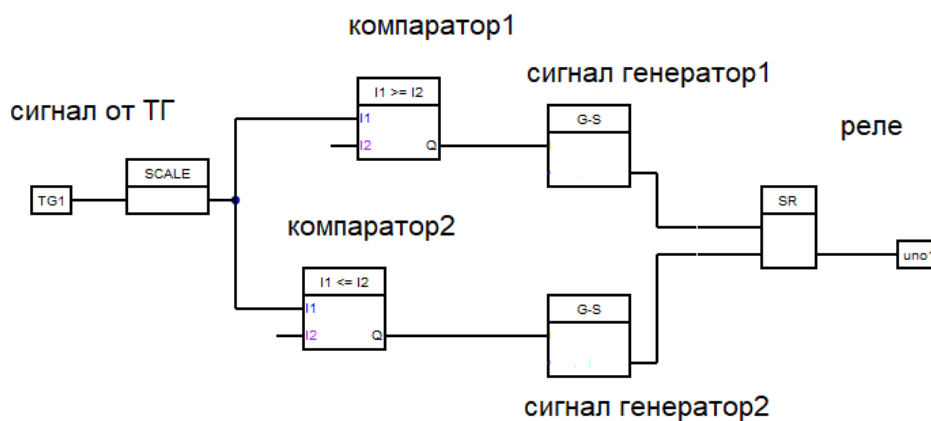 компаратор1
I1 >= I2
I1
I2
Q
сигнал генератор1
G-S
сигнал от ТГ
TG1
SCALE
реле
SR
uno1
компаратор2
I1 <= I2
I1
I2
Q
G-S
сигнал генератор2